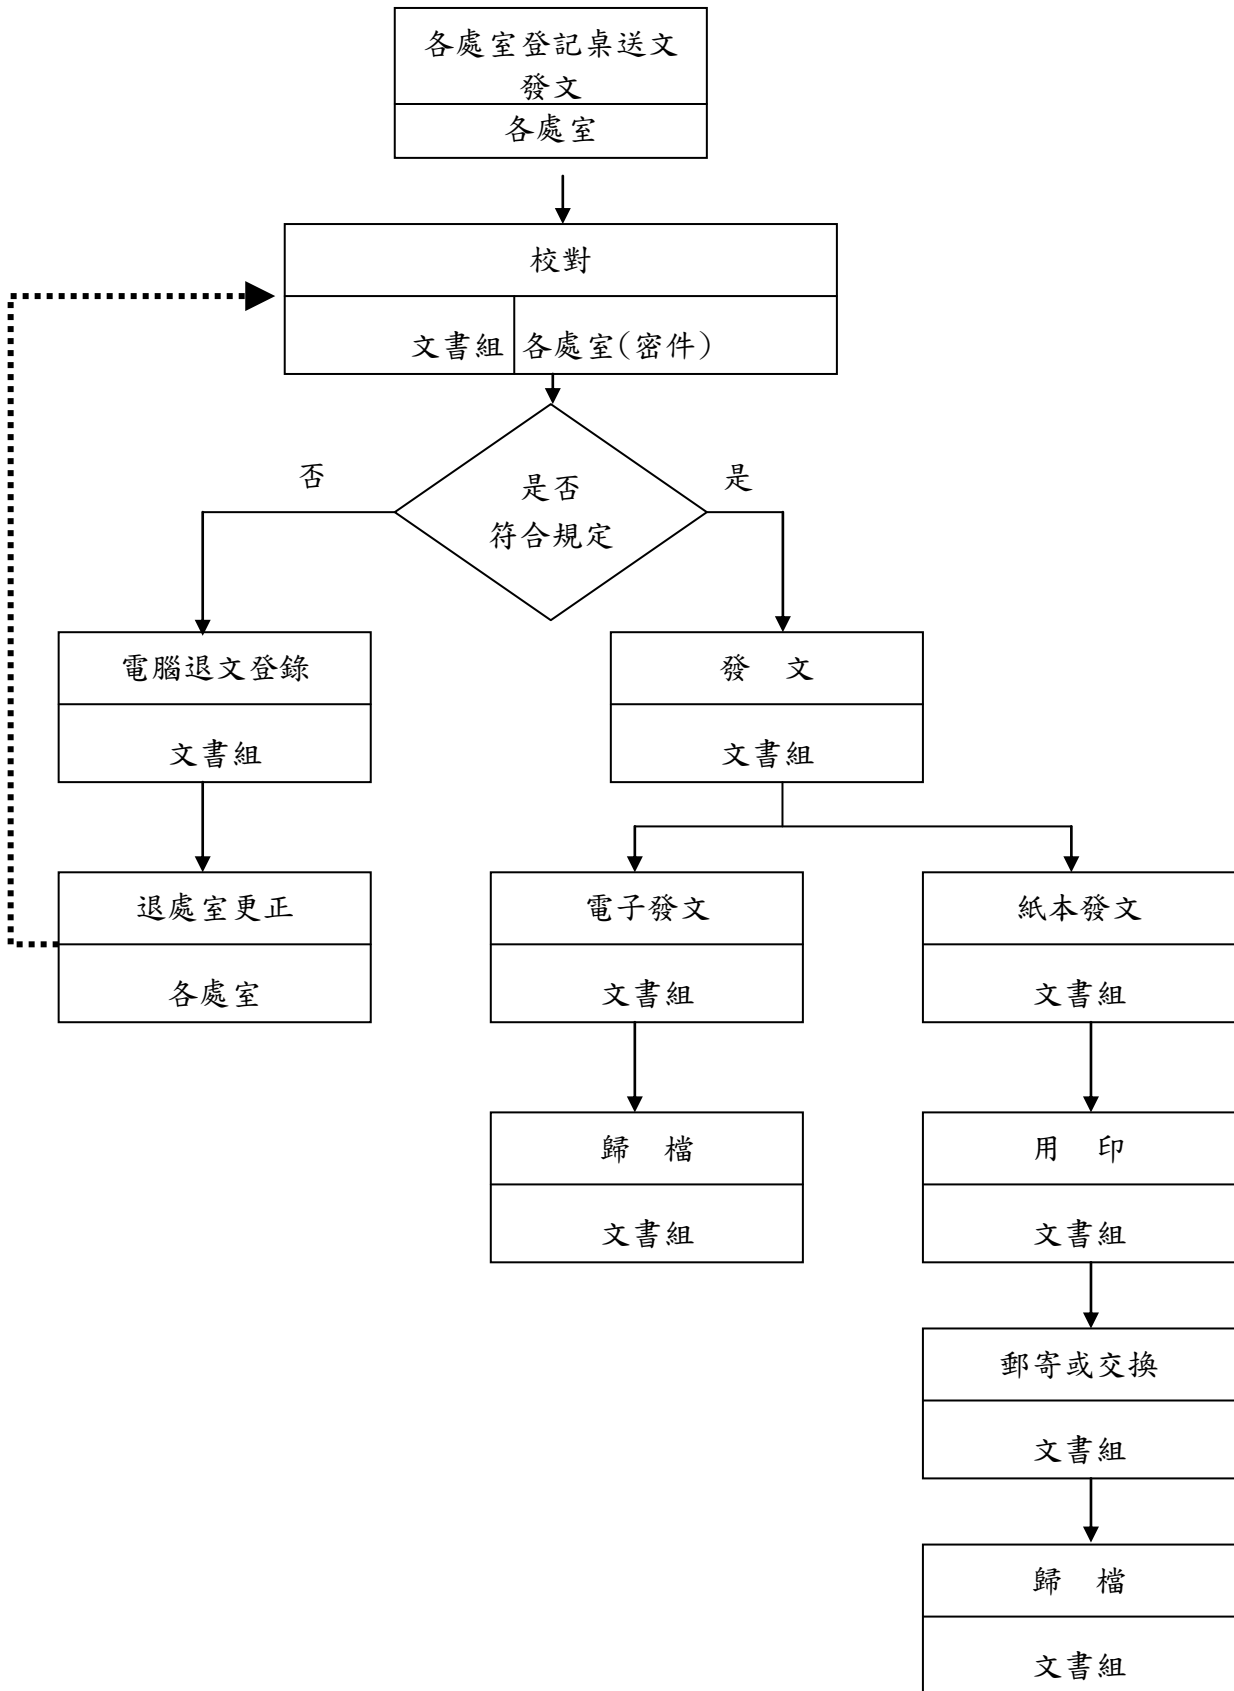 各處室登記桌送文
發文
各處室
校對
文書組
各處室(密件)
否
是
是否
符合規定
電腦退文登錄
文書組
發　文
文書組
退處室更正
各處室
電子發文
文書組
紙本發文
文書組
歸　檔
文書組
用　印
文書組
郵寄或交換
文書組
歸　檔
文書組